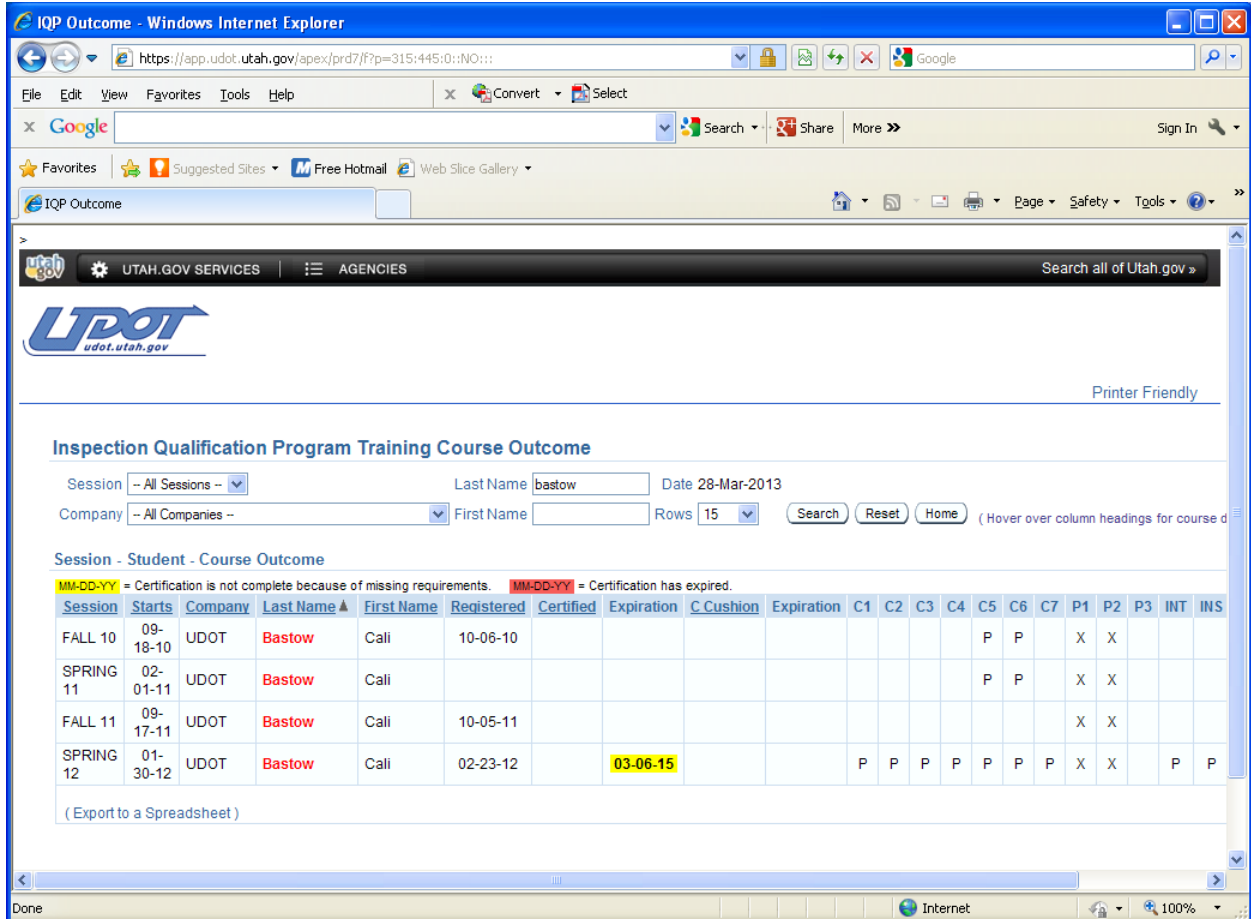 IQP Outcome - Windows Internet Explorer
https://app.udot.utah.gov/apex/prd7/f?p=315:445:0::NO:::
Google
File Edit View Favorites Tools Help x Convert Select
x Google Search Share More >> Sign In
Favorites Suggested Sites Free Hotmail Web Slice Gallery
IQP Outcome Page Safety Tools
>
utah gov UTAH.GOV SERVICES | AGENCIES Search all of Utah.gov »
UDOT
udot.utah.gov
Printer Friendly
Inspection Qualification Program Training Course Outcome
Session -- All Sessions -- Last Name bastow Date 28-Mar-2013
Company -- All Companies -- First Name Rows 15 Search Reset Home ( Hover over column headings for course d
Session - Student - Course Outcome
MM-DD-YY = Certification is not complete because of missing requirements. MM-DD-YY = Certification has expired.
Session Starts Company Last Name First Name Registered Certified Expiration C Cushion Expiration C1 C2 C3 C4 C5 C6 C7 P1 P2 P3 INT INS
FALL 10 09-18-10 UDOT Bastow Cali 10-06-10 P P X X
SPRING 11 02-01-11 UDOT Bastow Cali P P X X
FALL 11 09-17-11 UDOT Bastow Cali 10-05-11 X X
SPRING 12 01-30-12 UDOT Bastow Cali 02-23-12 03-06-15 P P P P P P P X X P P
( Export to a Spreadsheet )
Done Internet 100%